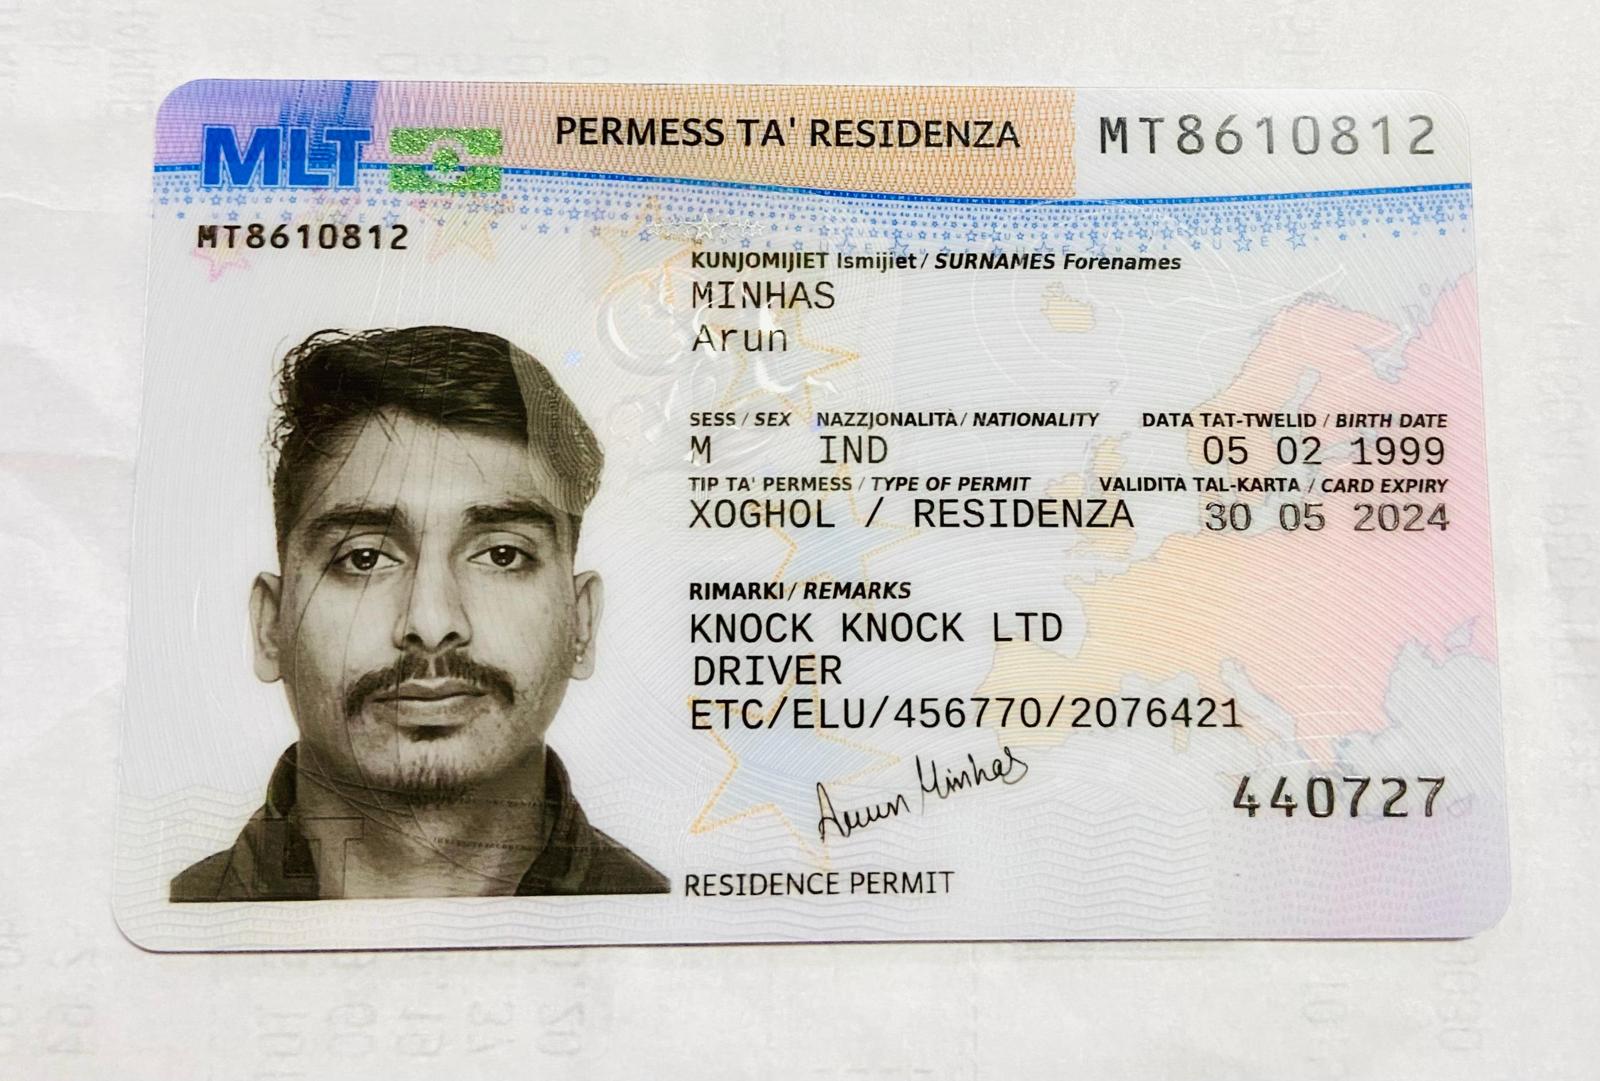 MLT
PERMESS TA' RESIDENZA
MT8610812
MT8610812
KUNJOMIJIET Ismijiet / SURNAMES Forenames
MINHAS
Arun
SESS / SEX NAZZJONALITÀ / NATIONALITY DATA TAT-TWELID / BIRTH DATE
M IND 05 02 1999
TIP TA' PERMESS / TYPE OF PERMIT VALIDITÀ TAL-KARTA / CARD EXPIRY
XOGHOL / RESIDENZA 30 05 2024
RIMARKI / REMARKS
KNOCK KNOCK LTD
DRIVER
ETC/ELU/456770/2076421
Arun Minhas
440727
RESIDENCE PERMIT